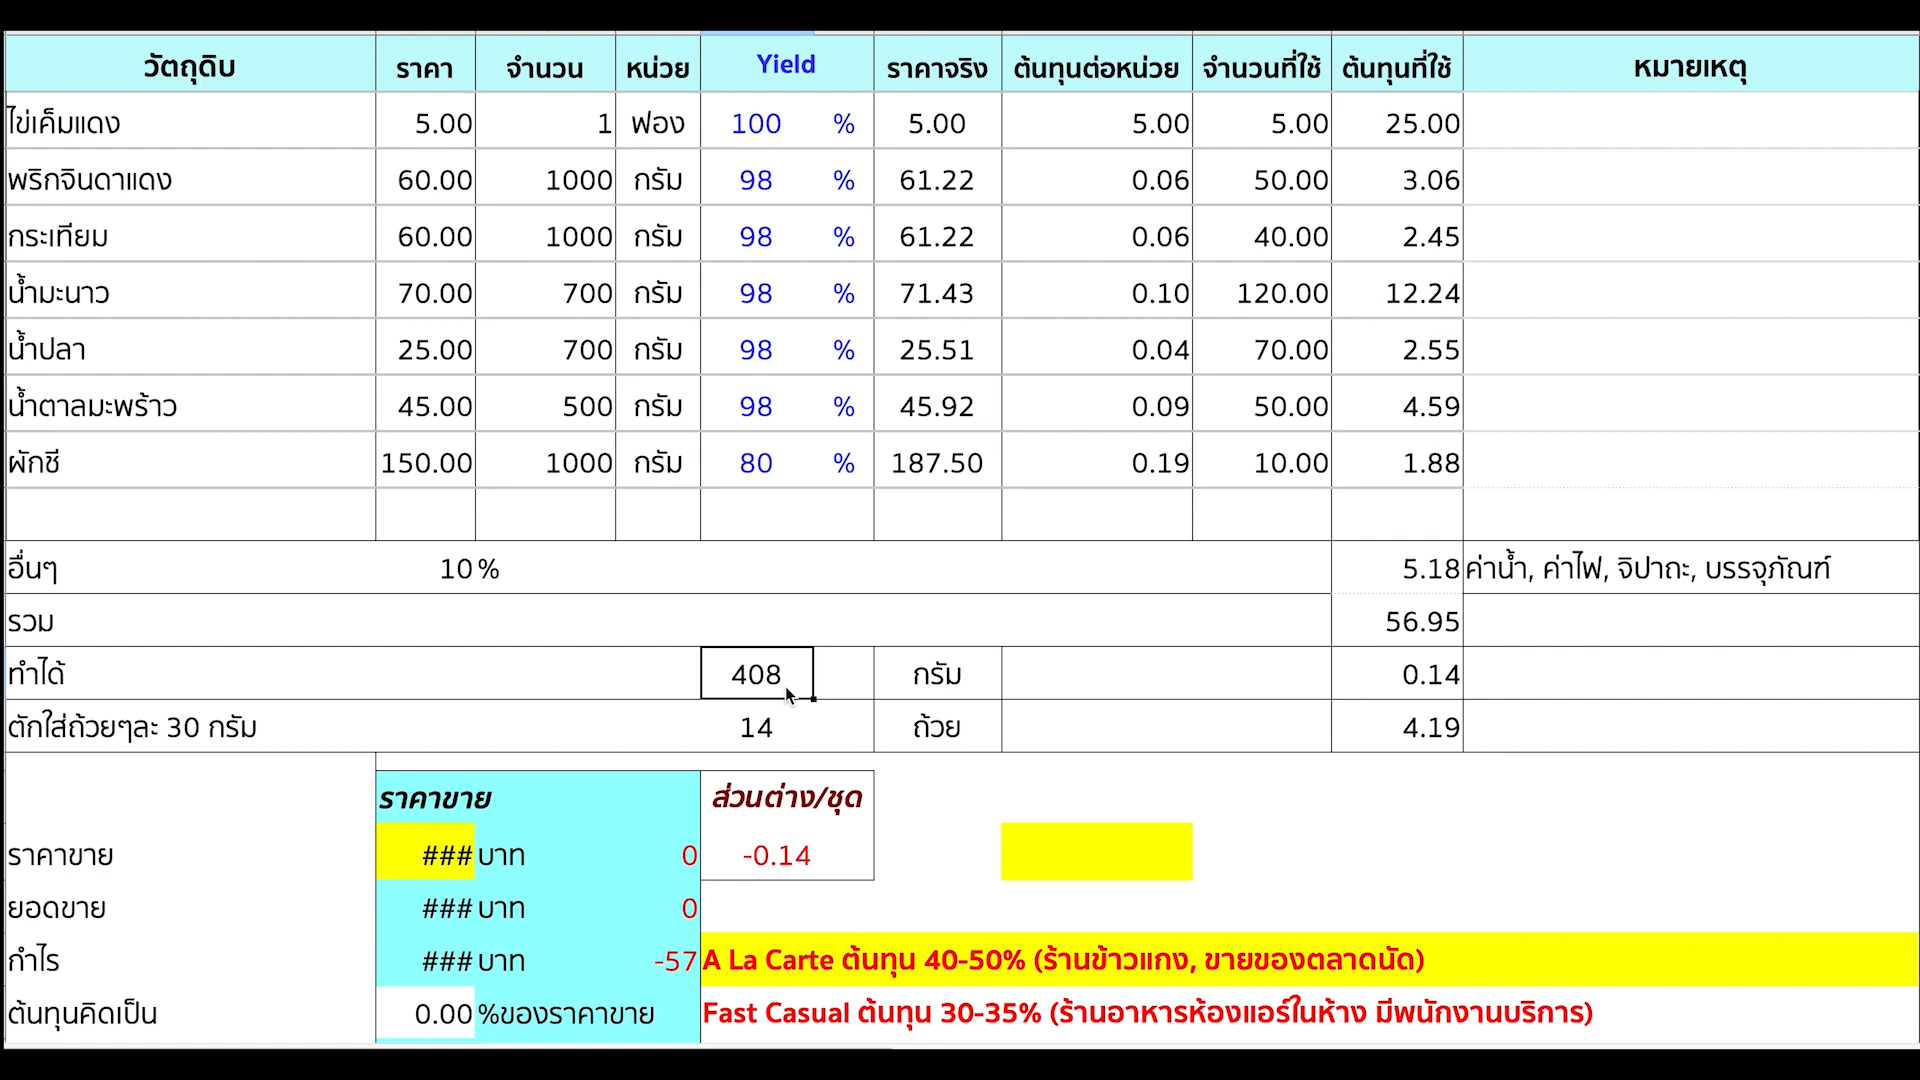 วัตถุดิบ ราคา จำนวน หน่วย Yield ราคาจริง ต้นทุนต่อหน่วย จำนวนที่ใช้ ต้นทุนที่ใช้ หมายเหตุ
ไข่เค็มแดง 5.00 1 ฟอง 100 % 5.00 5.00 5.00 25.00
พริกจินดาแดง 60.00 1000 กรัม 98 % 61.22 0.06 50.00 3.06
กระเทียม 60.00 1000 กรัม 98 % 61.22 0.06 40.00 2.45
น้ำมะนาว 70.00 700 กรัม 98 % 71.43 0.10 120.00 12.24
น้ำปลา 25.00 700 กรัม 98 % 25.51 0.04 70.00 2.55
น้ำตาลมะพร้าว 45.00 500 กรัม 98 % 45.92 0.09 50.00 4.59
ผักชี 150.00 1000 กรัม 80 % 187.50 0.19 10.00 1.88
อื่นๆ 10% 5.18 ค่าน้ำ, ค่าไฟ, จิปาถะ, บรรจุภัณฑ์
รวม 56.95
ทำได้ 408 กรัม 0.14
ตักใส่ถ้วยๆละ 30 กรัม 14 ถ้วย 4.19
ราคาขาย ส่วนต่าง/ชุด
ราคาขาย ### บาท 0 -0.14
ยอดขาย ### บาท 0
กำไร ### บาท -57 A La Carte ต้นทุน 40-50% (ร้านข้าวแกง, ขายของตลาดนัด)
ต้นทุนคิดเป็น 0.00 %ของราคาขาย Fast Casual ต้นทุน 30-35% (ร้านอาหารห้องแอร์ในห้าง มีพนักงานบริการ)